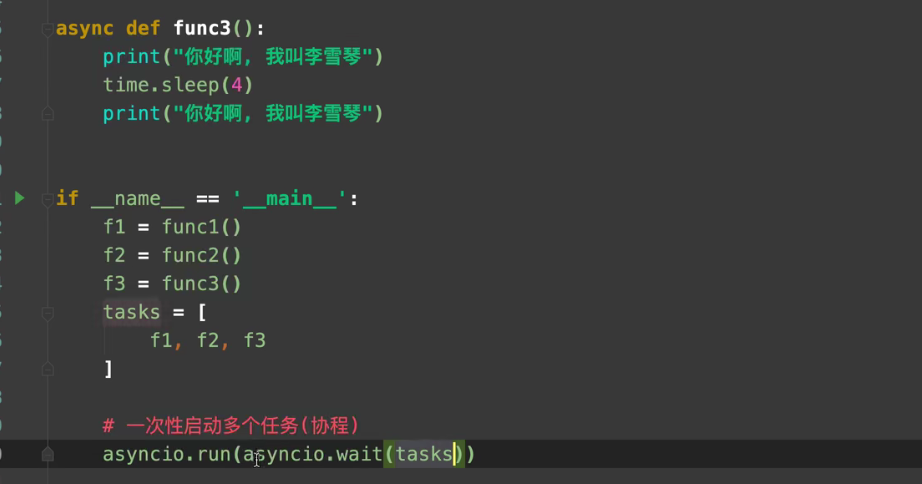 async def func3():
    print("你好啊, 我叫李雪琴")
    time.sleep(4)
    print("你好啊, 我叫李雪琴")
if __name__ == '__main__':
    f1 = func1()
    f2 = func2()
    f3 = func3()
    tasks = [
        f1, f2, f3
    ]
    # 一次性启动多个任务(协程)
    asyncio.run(asyncio.wait(tasks))